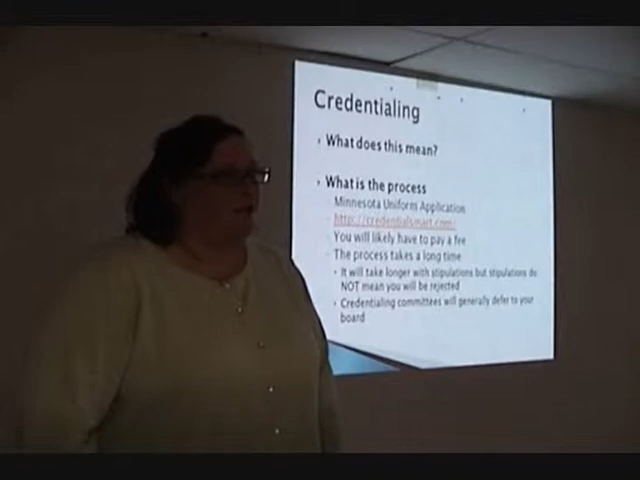 Credentialing
What does this mean?
What is the process
Minnesota Uniform Application
http://credentialsmart.com/
You will likely have to pay a fee
The process takes a long time
It will take longer with stipulations but stipulations do
NOT mean you will be rejected
Credentialing committees will generally defer to your
board